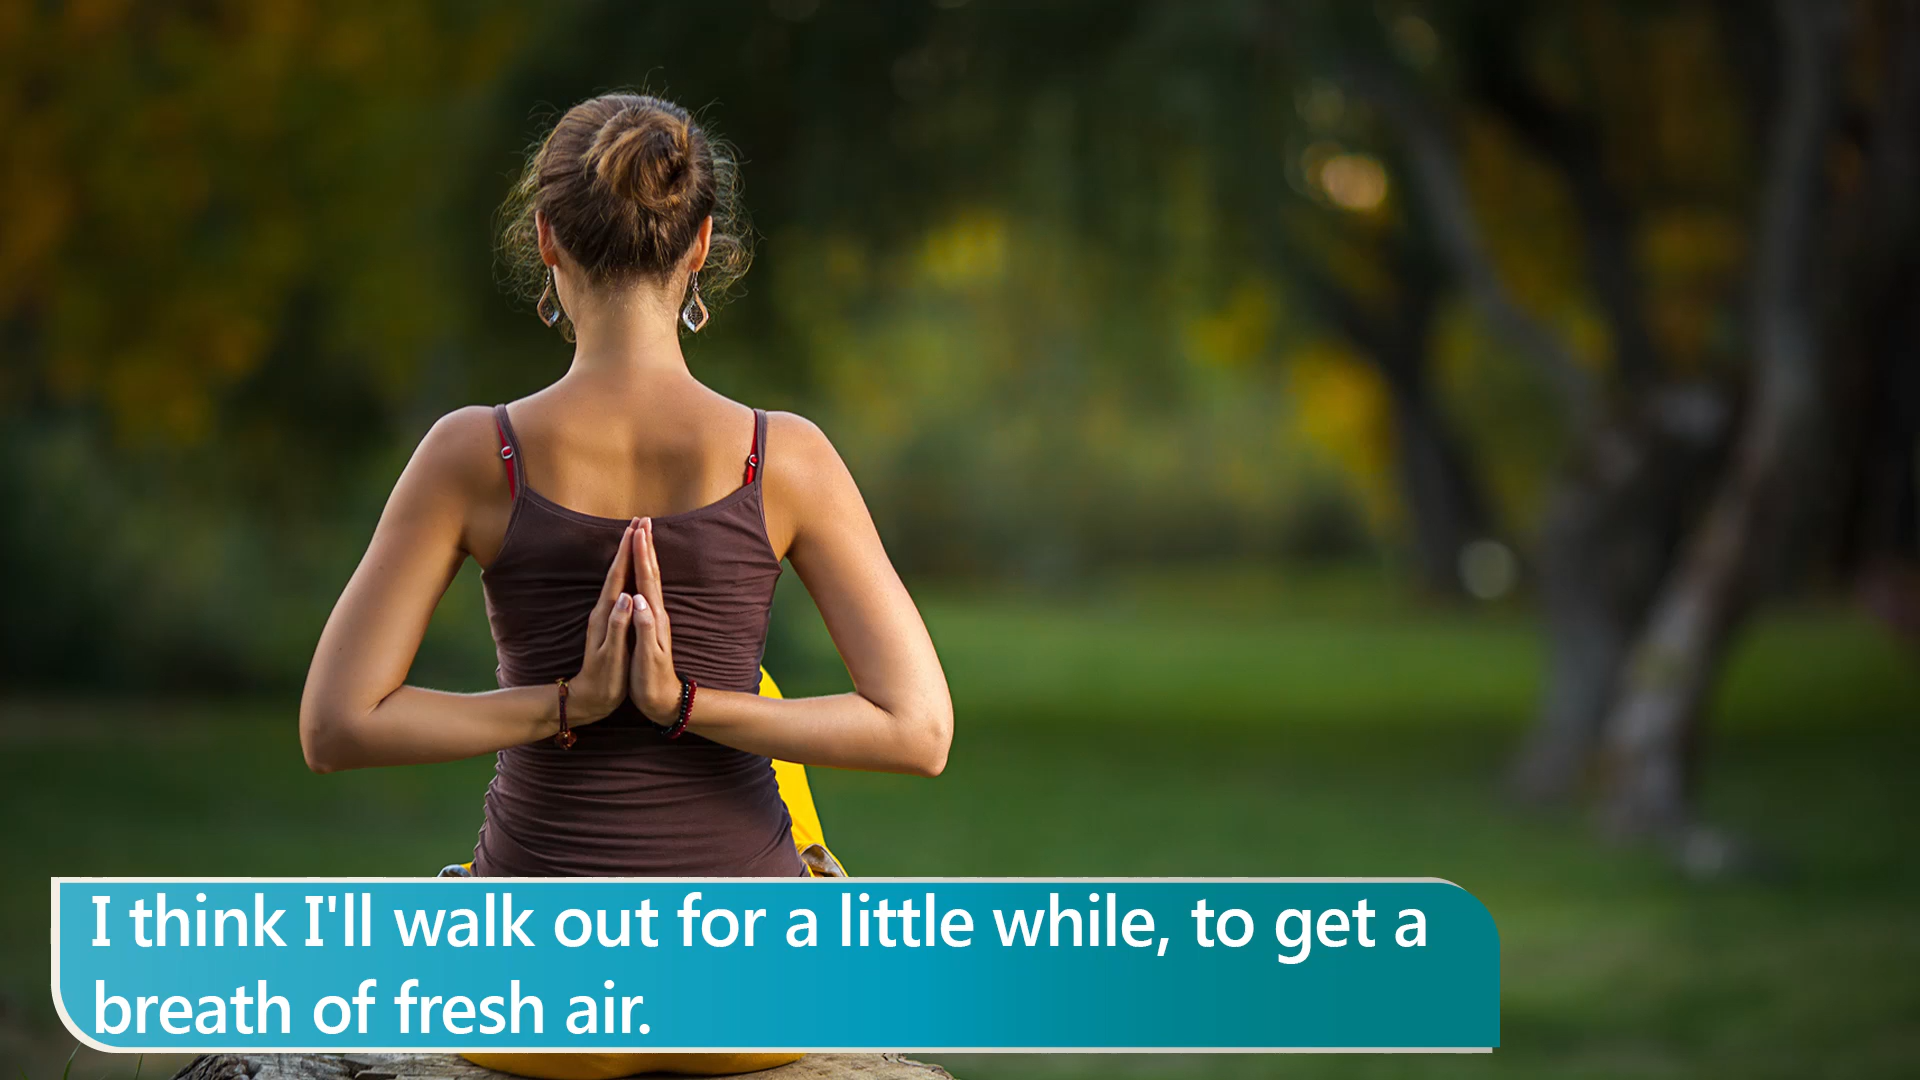 I think I'll walk out for a little while, to get a
breath of fresh air.